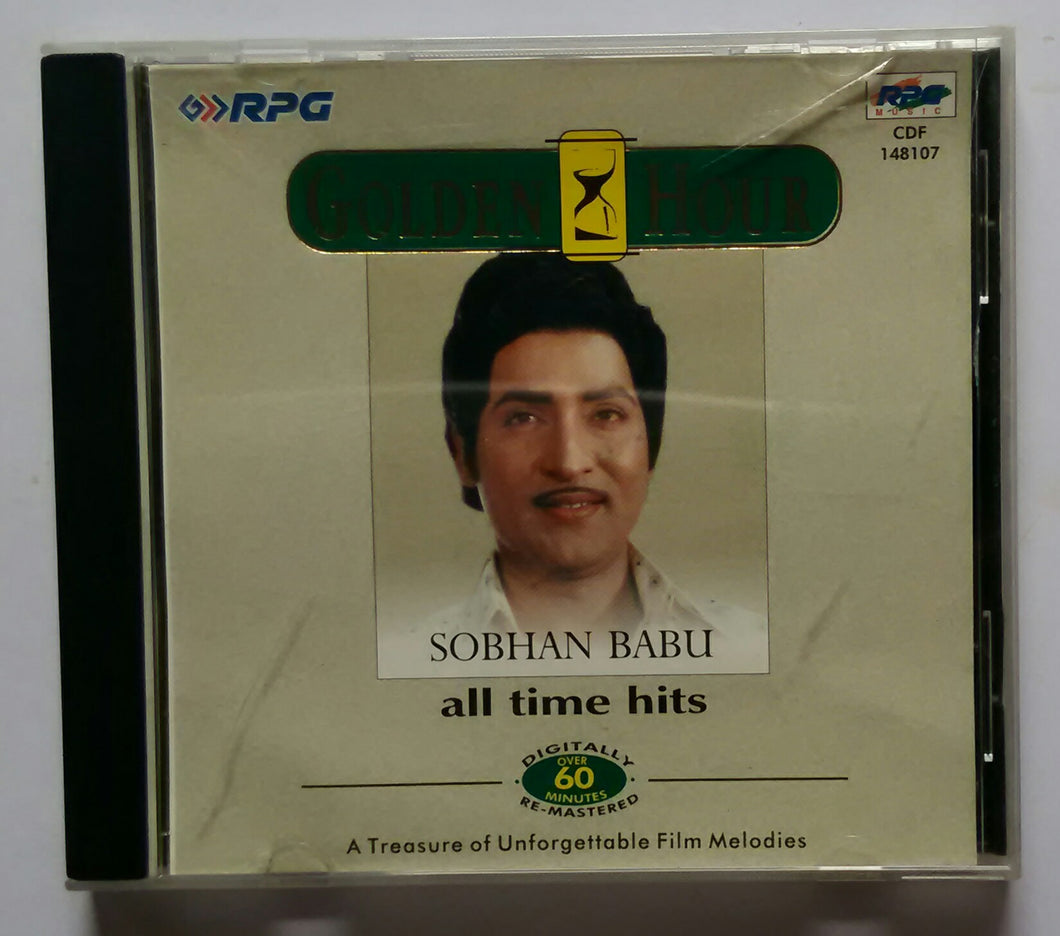 RPG
RPG
MUSIC
CDF
148107
GOLDEN HOUR
SOBHAN BABU
all time hits
DIGITALLY
OVER
60
MINUTES
RE-MASTERED
A Treasure of Unforgettable Film Melodies